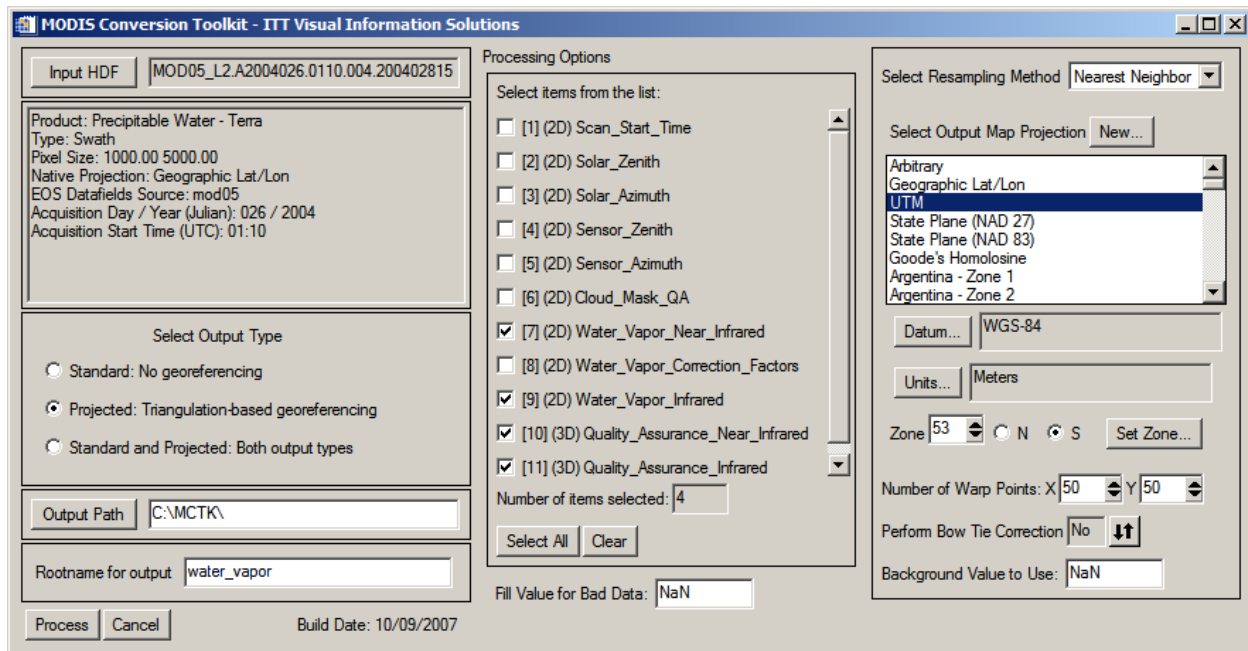 MODIS Conversion Toolkit - ITT Visual Information Solutions
Input HDF MOD05_L2.A2004026.0110.004.200402815
Product: Precipitable Water - Terra
Type: Swath
Pixel Size: 1000.00 5000.00
Native Projection: Geographic Lat/Lon
EOS Datafields Source: mod05
Acquisition Day / Year (Julian): 026 / 2004
Acquisition Start Time (UTC): 01:10
Select Output Type
Standard: No georeferencing
Projected: Triangulation-based georeferencing
Standard and Projected: Both output types
Output Path C:\MCTK\
Rootname for output water_vapor
Process Cancel Build Date: 10/09/2007
Processing Options
Select items from the list:
[1] (2D) Scan_Start_Time
[2] (2D) Solar_Zenith
[3] (2D) Solar_Azimuth
[4] (2D) Sensor_Zenith
[5] (2D) Sensor_Azimuth
[6] (2D) Cloud_Mask_QA
[7] (2D) Water_Vapor_Near_Infrared
[8] (2D) Water_Vapor_Correction_Factors
[9] (2D) Water_Vapor_Infrared
[10] (3D) Quality_Assurance_Near_Infrared
[11] (3D) Quality_Assurance_Infrared
Number of items selected: 4
Select All Clear
Fill Value for Bad Data: NaN
Select Resampling Method Nearest Neighbor
Select Output Map Projection New...
Arbitrary
Geographic Lat/Lon
UTM
State Plane (NAD 27)
State Plane (NAD 83)
Goode's Homolosine
Argentina - Zone 1
Argentina - Zone 2
Datum... WGS-84
Units... Meters
Zone 53 N S Set Zone...
Number of Warp Points: X 50 Y 50
Perform Bow Tie Correction No
Background Value to Use: NaN